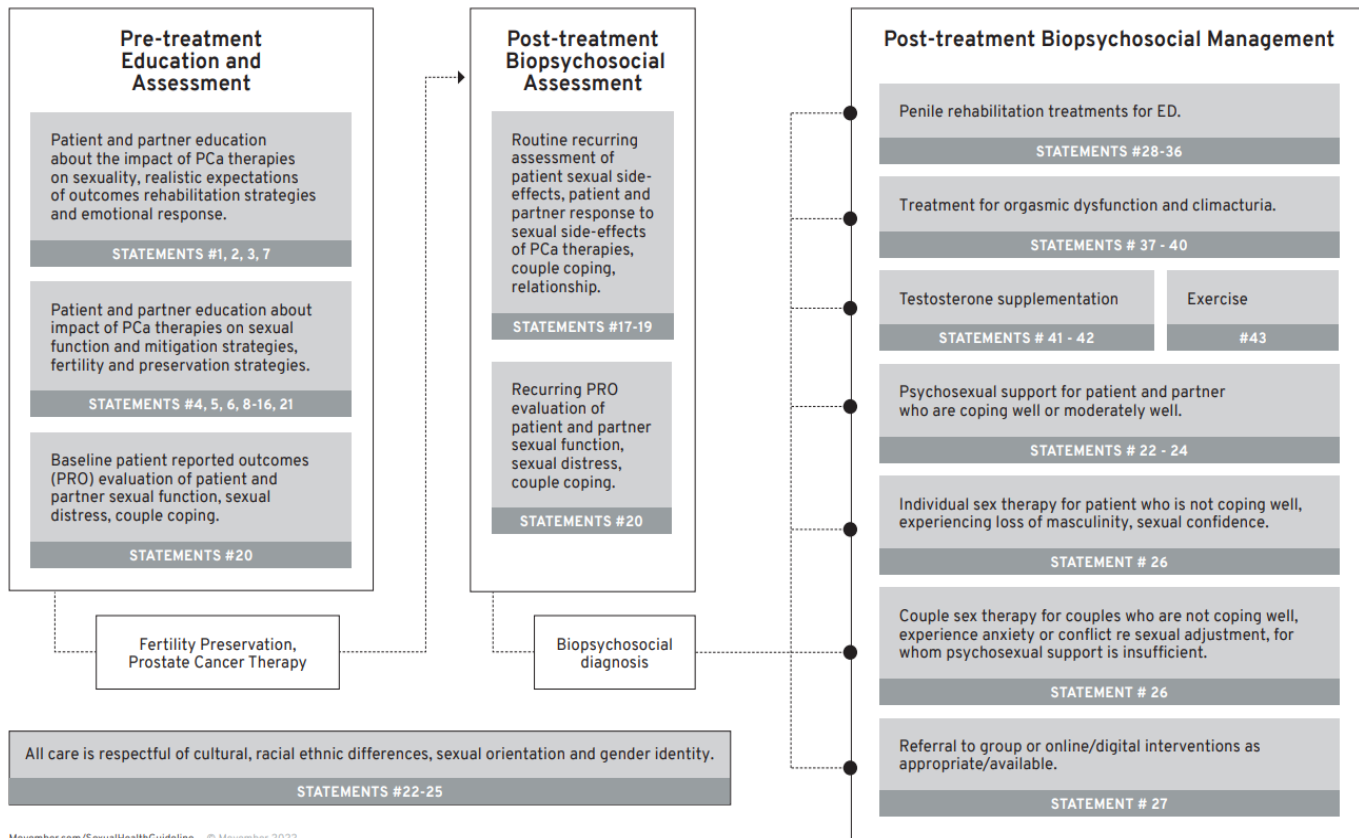 Pre-treatment
Education and
Assessment
Patient and partner education
about the impact of PCa therapies
on sexuality, realistic expectations
of outcomes rehabilitation strategies
and emotional response.
STATEMENTS #1, 2, 3, 7
Patient and partner education about
impact of PCa therapies on sexual
function and mitigation strategies,
fertility and preservation strategies.
STATEMENTS #4, 5, 6, 8-16, 21
Baseline patient reported outcomes
(PRO) evaluation of patient and
partner sexual function, sexual
distress, couple coping.
STATEMENTS #20
Fertility Preservation,
Prostate Cancer Therapy
Post-treatment
Biopsychosocial
Assessment
Routine recurring
assessment of
patient sexual side-
effects, patient and
partner response to
sexual side-effects
of PCa therapies,
couple coping,
relationship.
STATEMENTS #17-19
Recurring PRO
evaluation of
patient and partner
sexual function,
sexual distress,
couple coping.
STATEMENTS #20
Biopsychosocial
diagnosis
Post-treatment Biopsychosocial Management
Penile rehabilitation treatments for ED.
STATEMENTS #28-36
Treatment for orgasmic dysfunction and climacturia.
STATEMENTS # 37 - 40
Testosterone supplementation
STATEMENTS # 41 - 42
Exercise
#43
Psychosexual support for patient and partner
who are coping well or moderately well.
STATEMENTS # 22 - 24
Individual sex therapy for patient who is not coping well,
experiencing loss of masculinity, sexual confidence.
STATEMENT # 26
Couple sex therapy for couples who are not coping well,
experience anxiety or conflict re sexual adjustment, for
whom psychosexual support is insufficient.
STATEMENT # 26
Referral to group or online/digital interventions as
appropriate/available.
STATEMENT # 27
All care is respectful of cultural, racial ethnic differences, sexual orientation and gender identity.
STATEMENTS #22-25
Movember.com/SexualHealthGuideline © Movember 2022